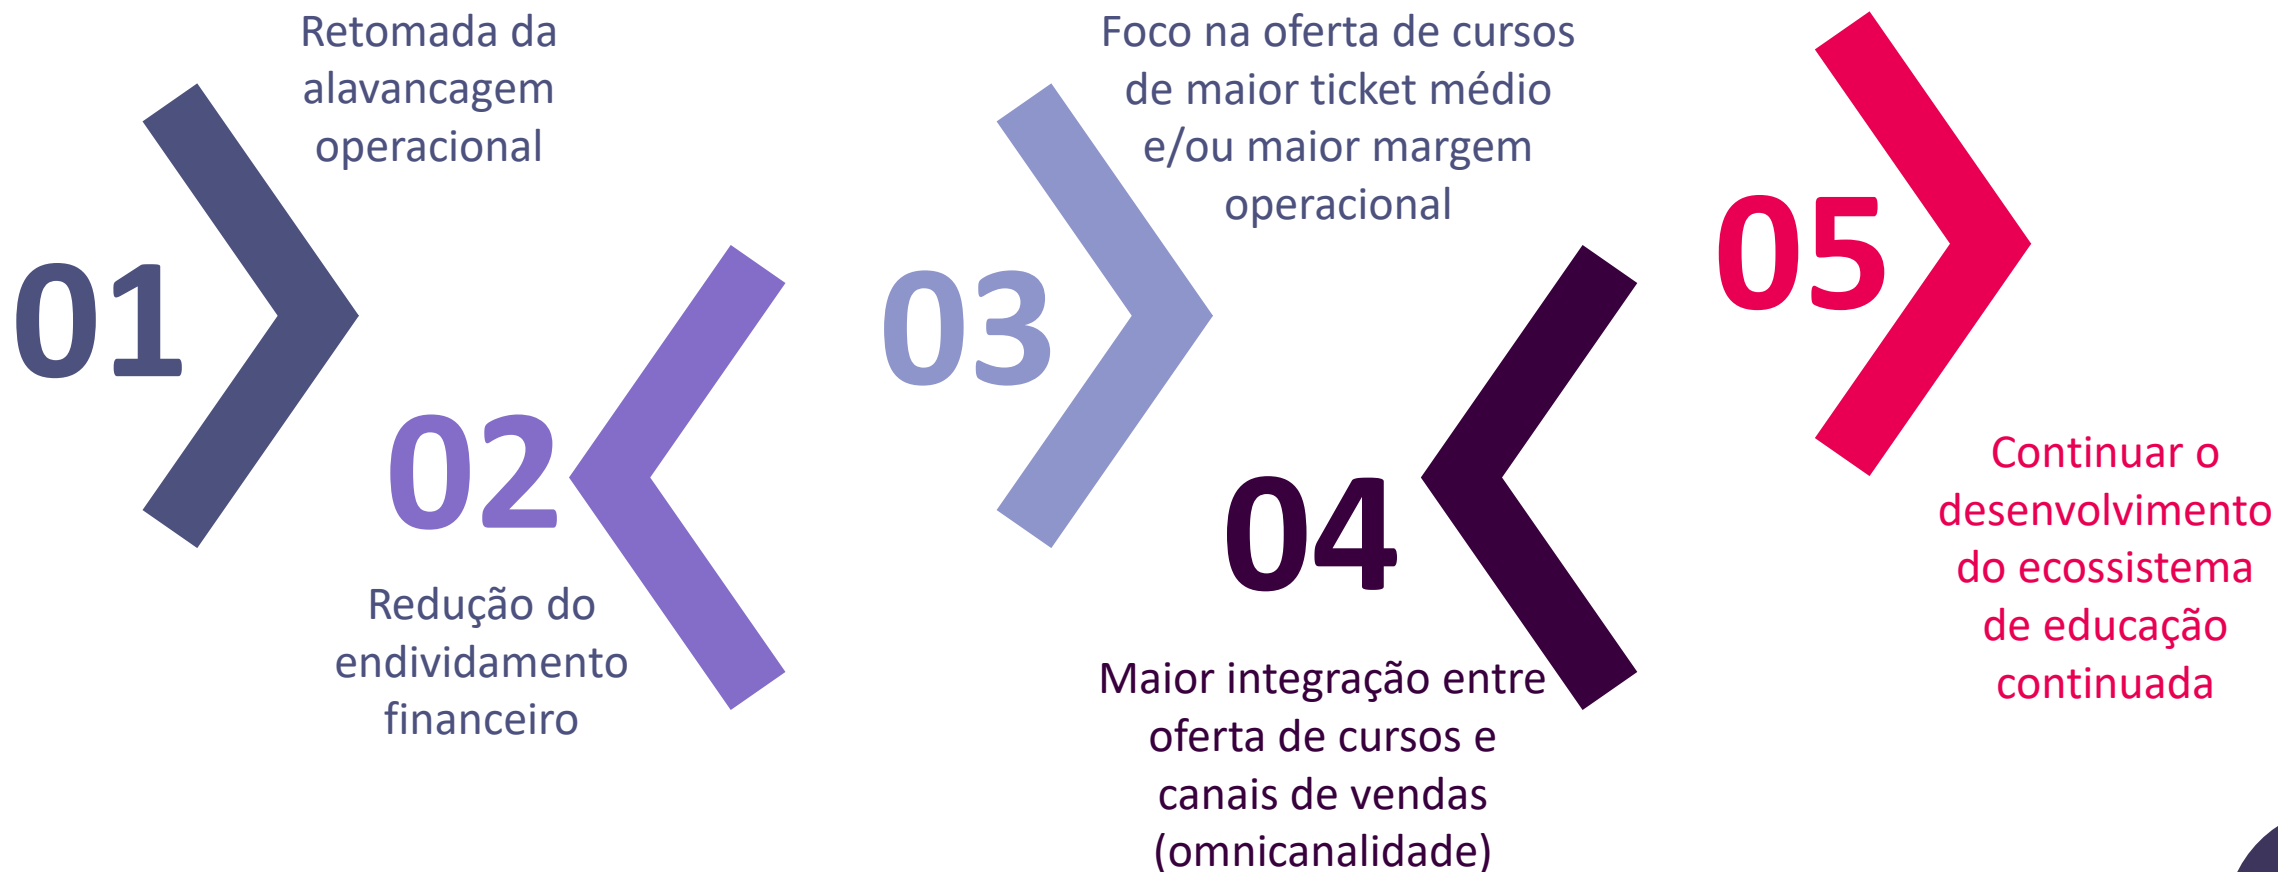 01
Retomada da
alavancagem
operacional
02
Redução do
endividamento
financeiro
03
Foco na oferta de cursos
de maior ticket médio
e/ou maior margem
operacional
04
Maior integração entre
oferta de cursos e
canais de vendas
(omnicanalidade)
05
Continuar o
desenvolvimento
do ecossistema
de educação
continuada